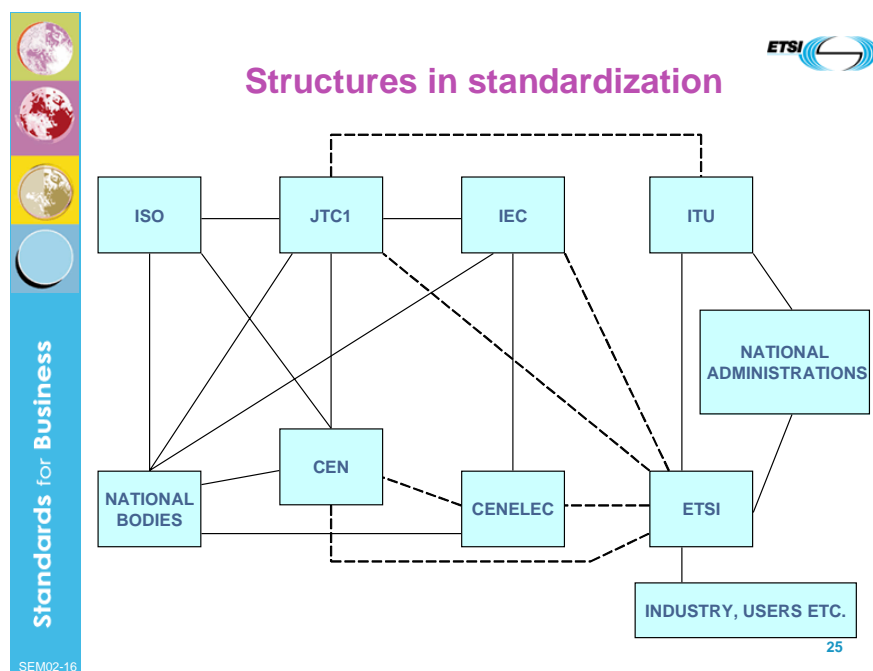 ETSI
Structures in standardization
ISO
JTC1
IEC
ITU
NATIONAL
ADMINISTRATIONS
CEN
NATIONAL
BODIES
CENELEC
ETSI
INDUSTRY, USERS ETC.
Standards for Business
25
SEM02-16